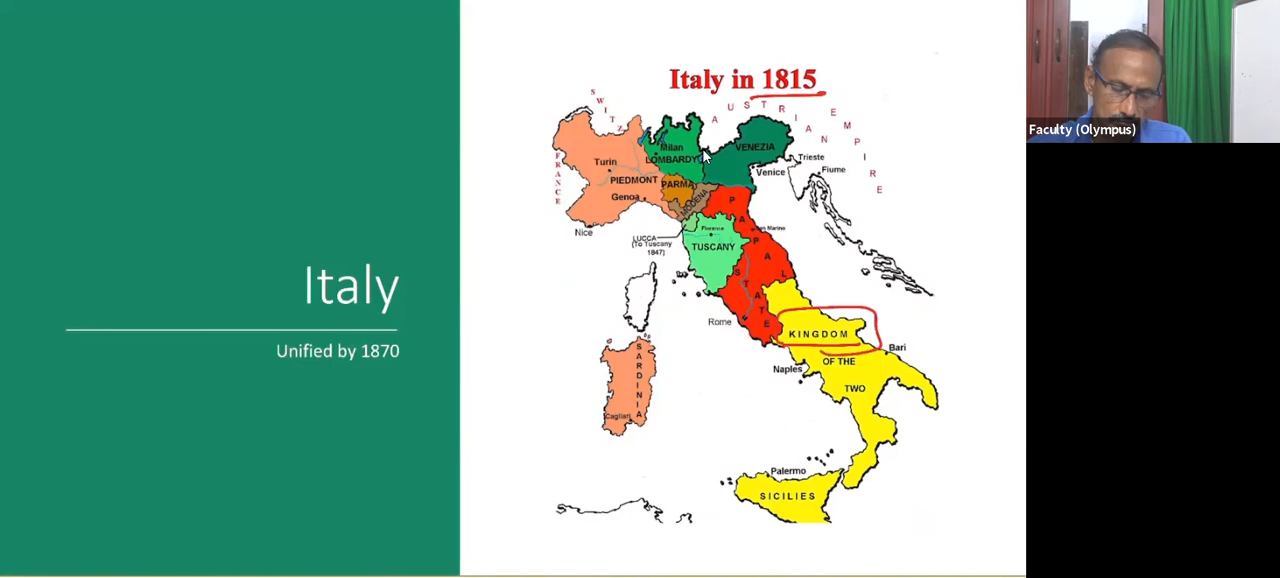 Italy
Unified by 1870
Italy in 1815
SWITZ
AUSTRIAN EMPIRE
FRANCE
Milan
LOMBARDY
VENEZIA
Turin
PIEDMONT
PARMA
MODENA
Genoa
Venice
Trieste
Fiume
Nice
LUCCA
(To Tuscany
1847)
Florence
TUSCANY
San Marino
PAPAL
STATE
Rome
KINGDOM
OF THE
TWO
SICILIES
Bari
Naples
SARDINIA
Cagliari
Palermo
Faculty (Olympus)